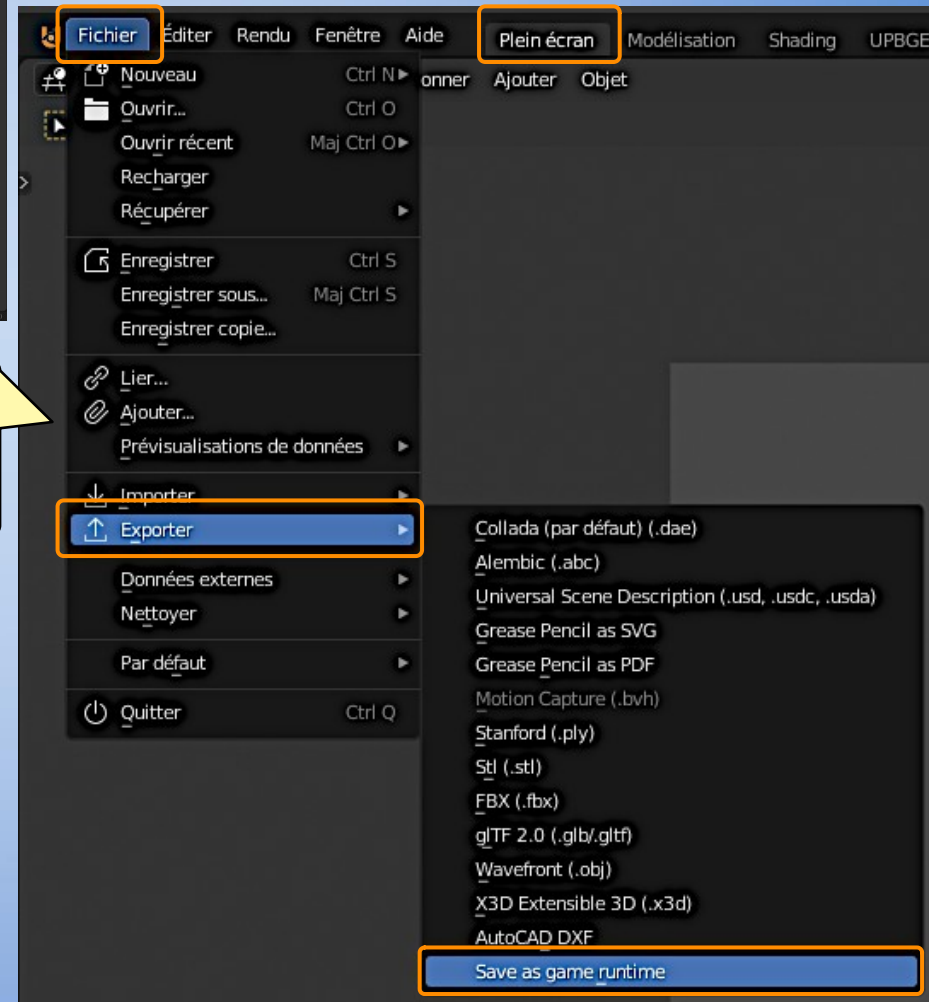 Fichier Éditer Rendu Fenêtre Aide Plein écran Modélisation Shading UPBGE
Nouveau Ctrl N onner Ajouter Objet
Ouvrir... Ctrl O
Ouvrir récent Maj Ctrl O
Recharger
Récupérer
Enregistrer Ctrl S
Enregistrer sous... Maj Ctrl S
Enregistrer copie...
Lier...
Ajouter...
Prévisualisations de données
Importer
Exporter
Collada (par défaut) (.dae)
Alembic (.abc)
Données externes
Universal Scene Description (.usd, .usdc, .usda)
Nettoyer
Grease Pencil as SVG
Par défaut
Grease Pencil as PDF
Motion Capture (.bvh)
Quitter Ctrl Q
Stanford (.ply)
Stl (.stl)
FBX (.fbx)
glTF 2.0 (.glb/.gltf)
Wavefront (.obj)
X3D Extensible 3D (.x3d)
AutoCAD DXF
Save as game runtime